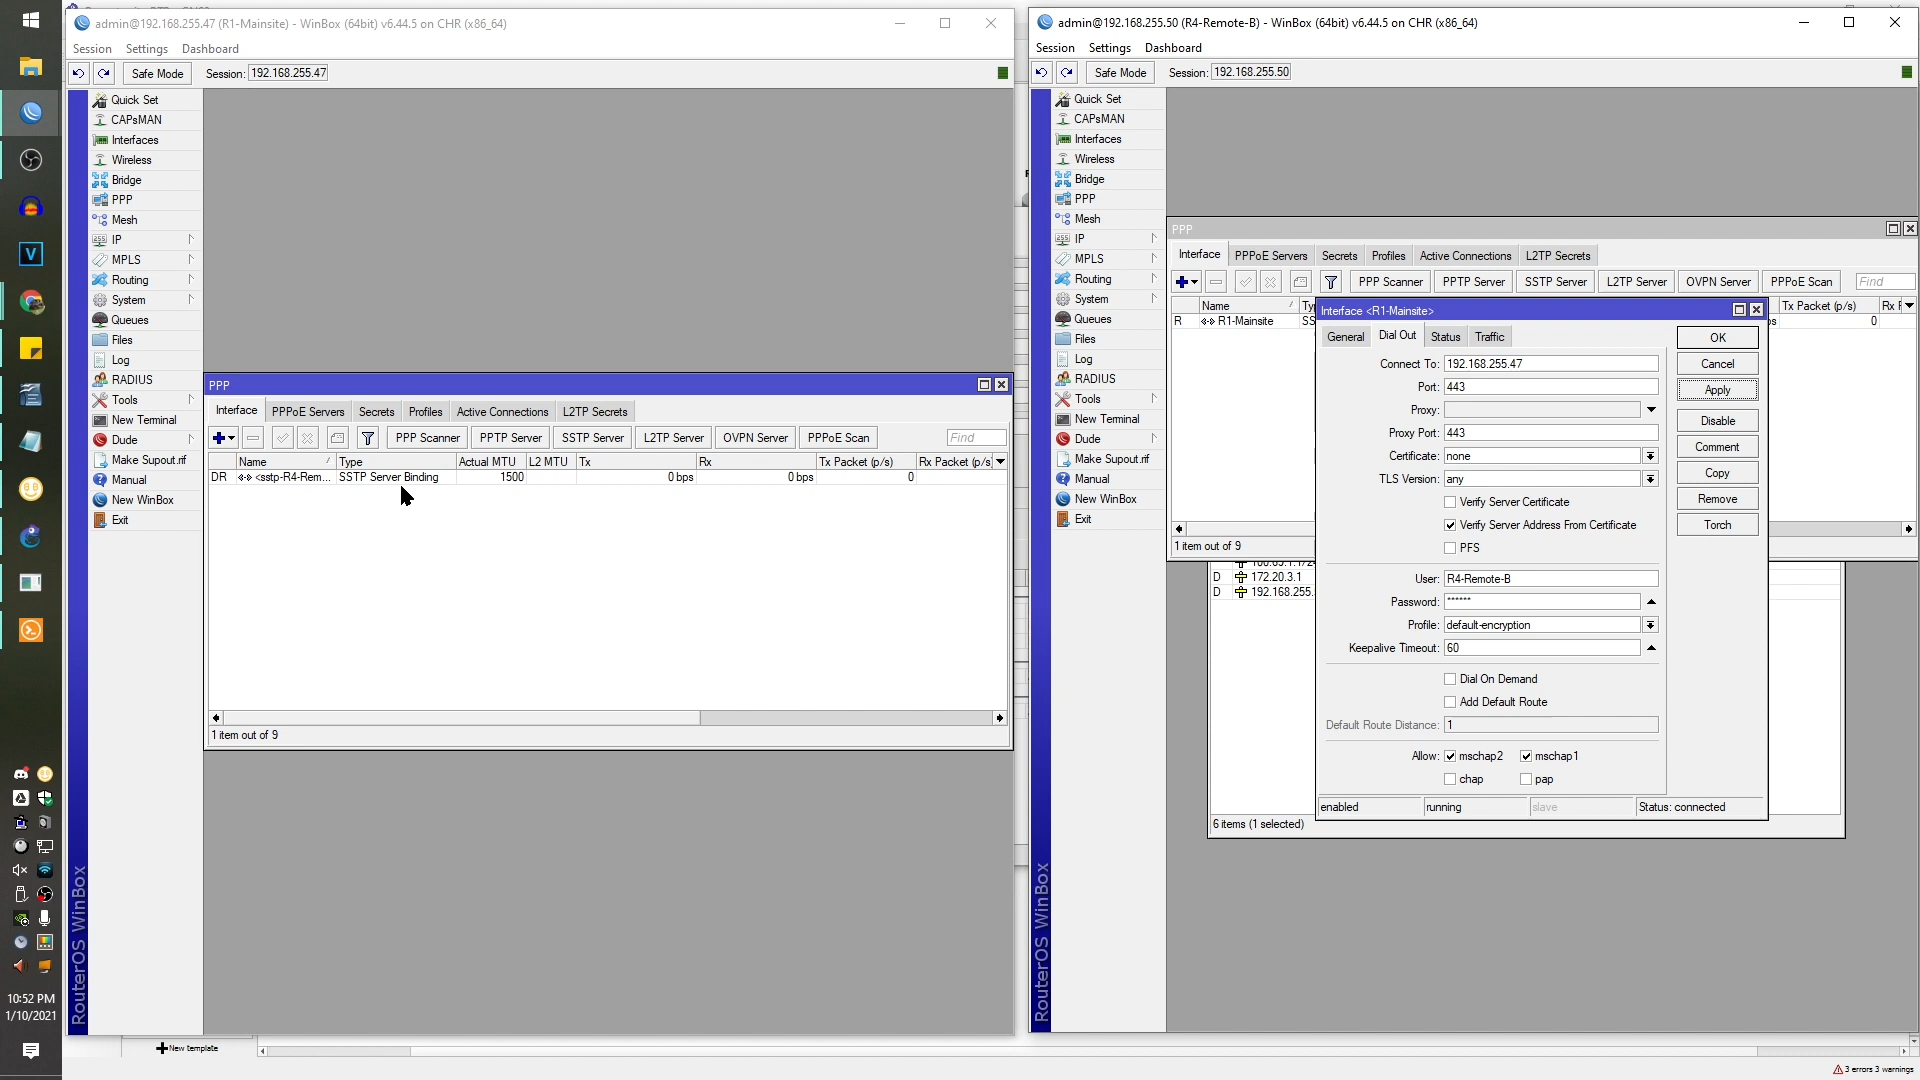 admin@192.168.255.47 (R1-Mainsite) - WinBox (64bit) v6.44.5 on CHR (x86_64)
Session Settings Dashboard
Safe Mode Session: 192.168.255.47
Quick Set
CAPsMAN
Interfaces
Wireless
Bridge
PPP
Mesh
IP
MPLS
Routing
System
Queues
Files
Log
RADIUS
Tools
New Terminal
Dude
Make Supout.rif
Manual
New WinBox
Exit
RouterOS WinBox
PPP
Interface PPPoE Servers Secrets Profiles Active Connections L2TP Secrets
PPP Scanner PPTP Server SSTP Server L2TP Server OVPN Server PPPoE Scan Find
Name Type Actual MTU L2 MTU Tx Rx Tx Packet (p/s) Rx Packet (p/s
DR <sstp-R4-Rem... SSTP Server Binding 1500 0 bps 0 bps 0
1 item out of 9
admin@192.168.255.50 (R4-Remote-B) - WinBox (64bit) v6.44.5 on CHR (x86_64)
Session Settings Dashboard
Safe Mode Session: 192.168.255.50
Quick Set
CAPsMAN
Interfaces
Wireless
Bridge
PPP
Mesh
IP
MPLS
Routing
System
Queues
Files
Log
RADIUS
Tools
New Terminal
Dude
Make Supout.rif
Manual
New WinBox
Exit
RouterOS WinBox
PPP
Interface PPPoE Servers Secrets Profiles Active Connections L2TP Secrets
PPP Scanner PPTP Server SSTP Server L2TP Server OVPN Server PPPoE Scan Find
Name Ty Tx Packet (p/s) Rx
R R1-Mainsite SS ps 0
1 item out of 9
D 172.20.3.1
D 192.168.255.
6 items (1 selected)
Interface <R1-Mainsite>
General Dial Out Status Traffic
Connect To: 192.168.255.47
Port: 443
Proxy:
Proxy Port: 443
Certificate: none
TLS Version: any
Verify Server Certificate
Verify Server Address From Certificate
PFS
User: R4-Remote-B
Password: ******
Profile: default-encryption
Keepalive Timeout: 60
Dial On Demand
Add Default Route
Default Route Distance: 1
Allow: mschap2 mschap1
chap pap
enabled running slave Status: connected
OK
Cancel
Apply
Disable
Comment
Copy
Remove
Torch
10:52 PM
1/10/2021
New template
3 errors 3 warnings